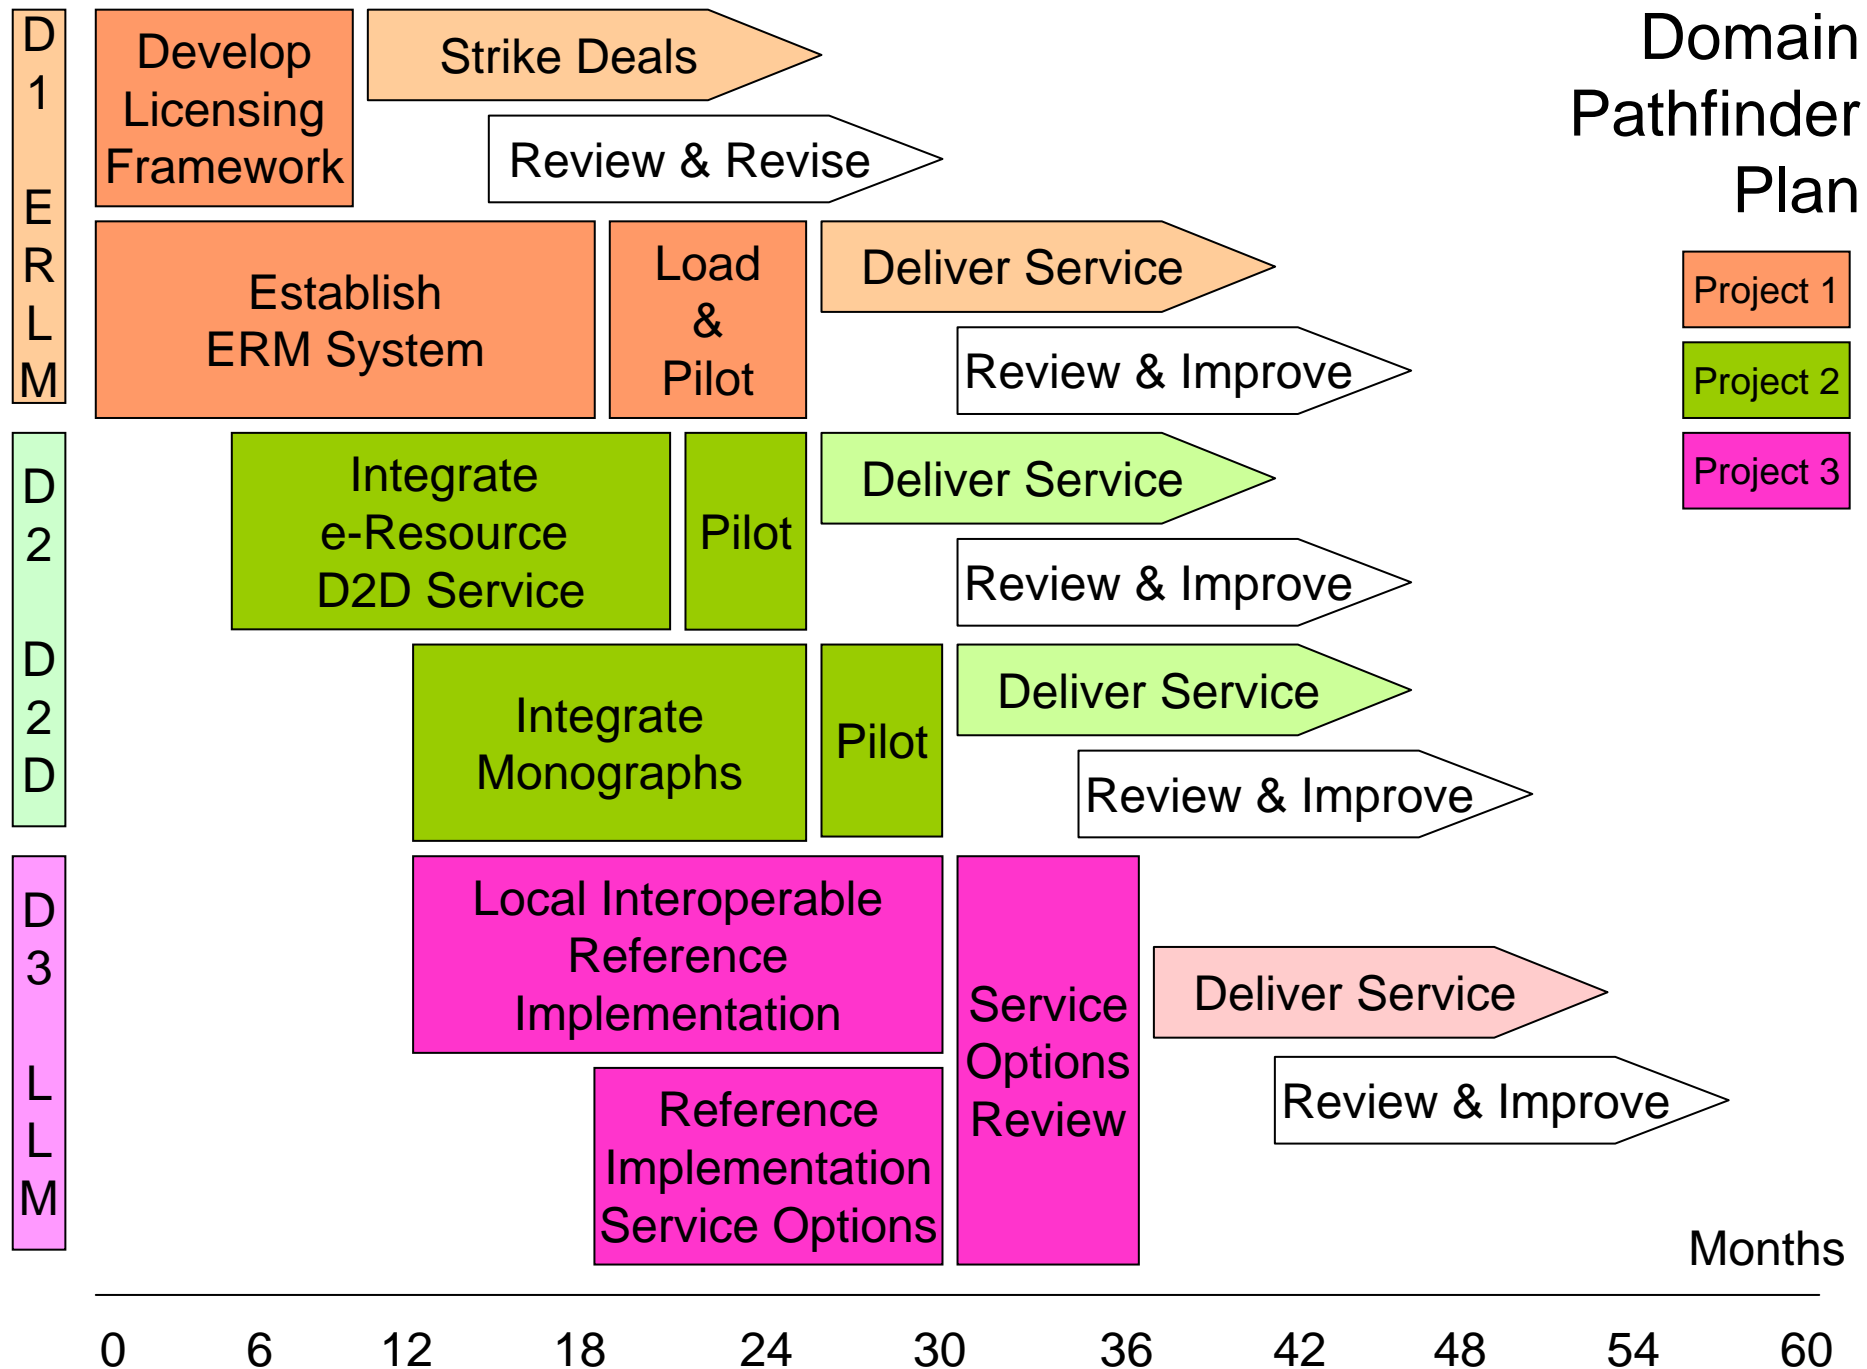 Domain
Pathfinder
Plan
D
1
E
R
L
M
Develop
Licensing
Framework
Strike Deals
Review & Revise
Establish
ERM System
Load
&
Pilot
Deliver Service
Review & Improve
Project 1
Project 2
Project 3
D
2
D
2
D
Integrate
e-Resource
D2D Service
Pilot
Deliver Service
Review & Improve
Integrate
Monographs
Pilot
Deliver Service
Review & Improve
D
3
L
L
M
Local Interoperable
Reference
Implementation
Reference
Implementation
Service Options
Service
Options
Review
Deliver Service
Review & Improve
Months
0 6 12 18 24 30 36 42 48 54 60